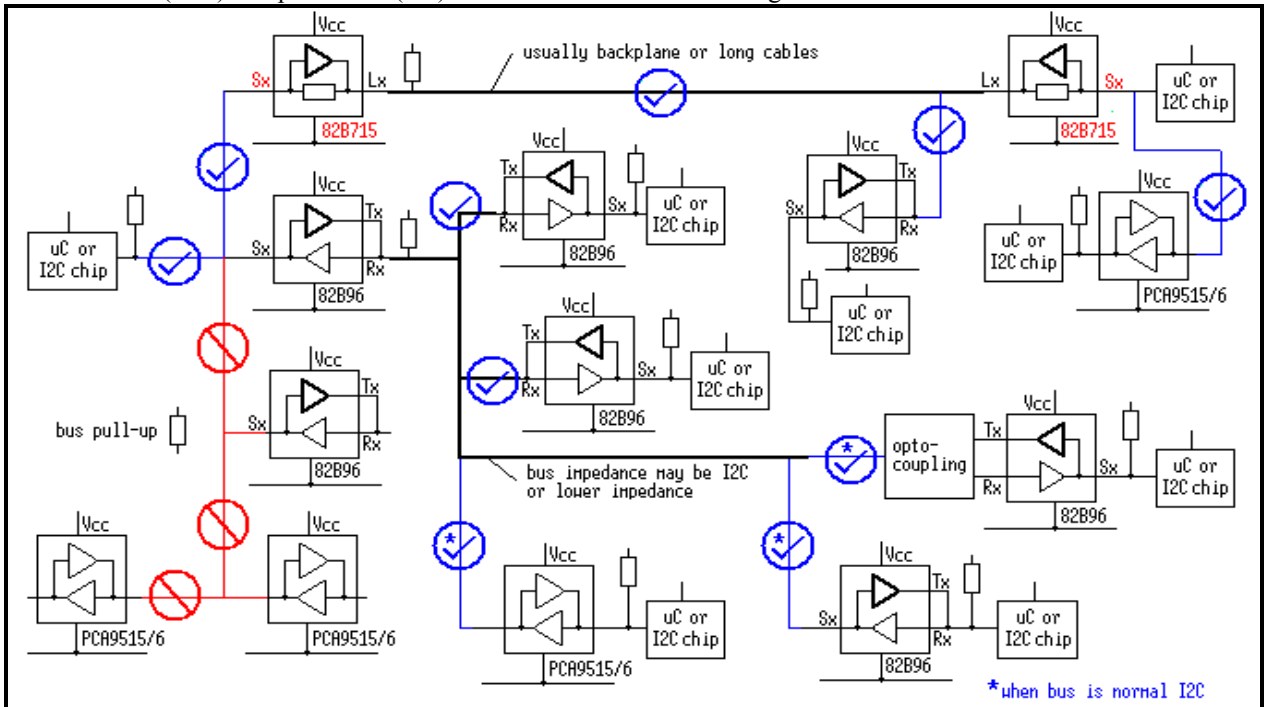 Vcc
Sx
Lx
82B715
usually backplane or long cables
Vcc
Lx
Sx
82B715
uC or
I2C chip
Vcc
Tx
Rx
Sx
82B96
uC or
I2C chip
Vcc
Sx
Tx
Rx
82B96
uC or
I2C chip
Vcc
PCA9515/6
uC or
I2C chip
uC or
I2C chip
Vcc
Sx
Tx
Rx
82B96
Vcc
Tx
Rx
Sx
82B96
uC or
I2C chip
bus pull-up
Vcc
Sx
Tx
Rx
82B96
bus impedance may be I2C
or lower impedance
*
opto-
coupling
Vcc
Tx
Rx
Sx
82B96
uC or
I2C chip
Vcc
PCA9515/6
Vcc
PCA9515/6
*
Vcc
PCA9515/6
uC or
I2C chip
*
Vcc
Sx
Tx
Rx
82B96
uC or
I2C chip
*when bus is normal I2C